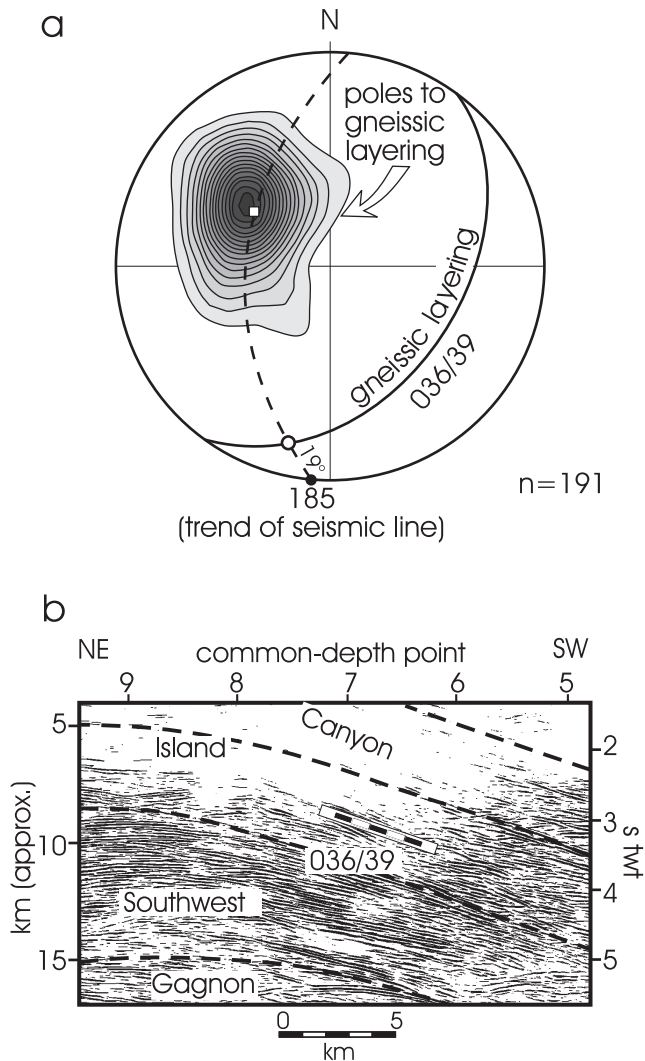 a
N
poles to
gneissic
layering
gneissic layering
036/39
19°
185
(trend of seismic line)
n=191
b
NE common-depth point SW
9 8 7 6 5
5 10 15
km (approx.)
2 3 4 5
s twt
Canyon
Island
036/39
Southwest
Gagnon
0 5
km